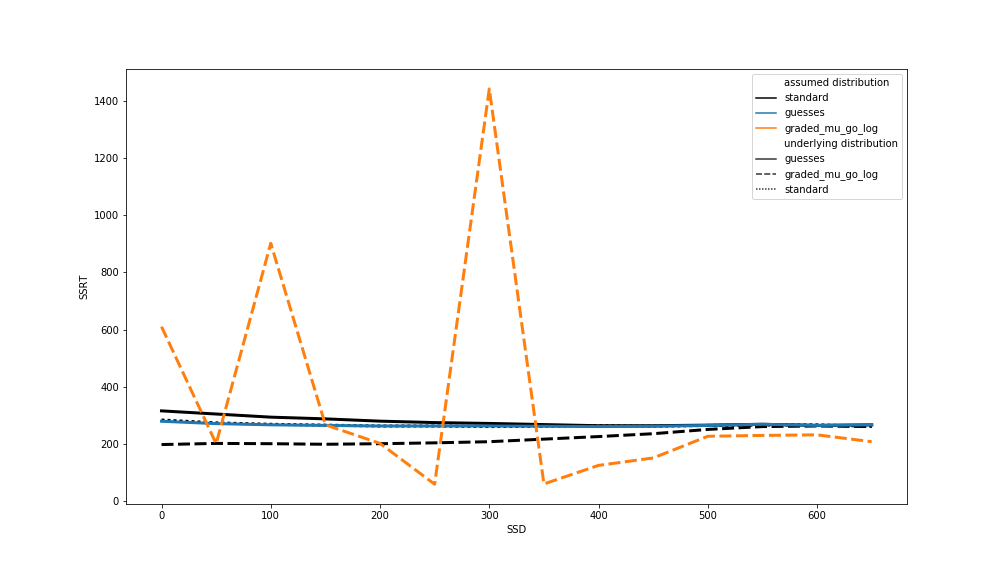 1400
1200
1000
800
600
400
200
0
SSRT
0 100 200 300 400 500 600
SSD
assumed distribution
standard
guesses
graded_mu_go_log
underlying distribution
guesses
graded_mu_go_log
standard